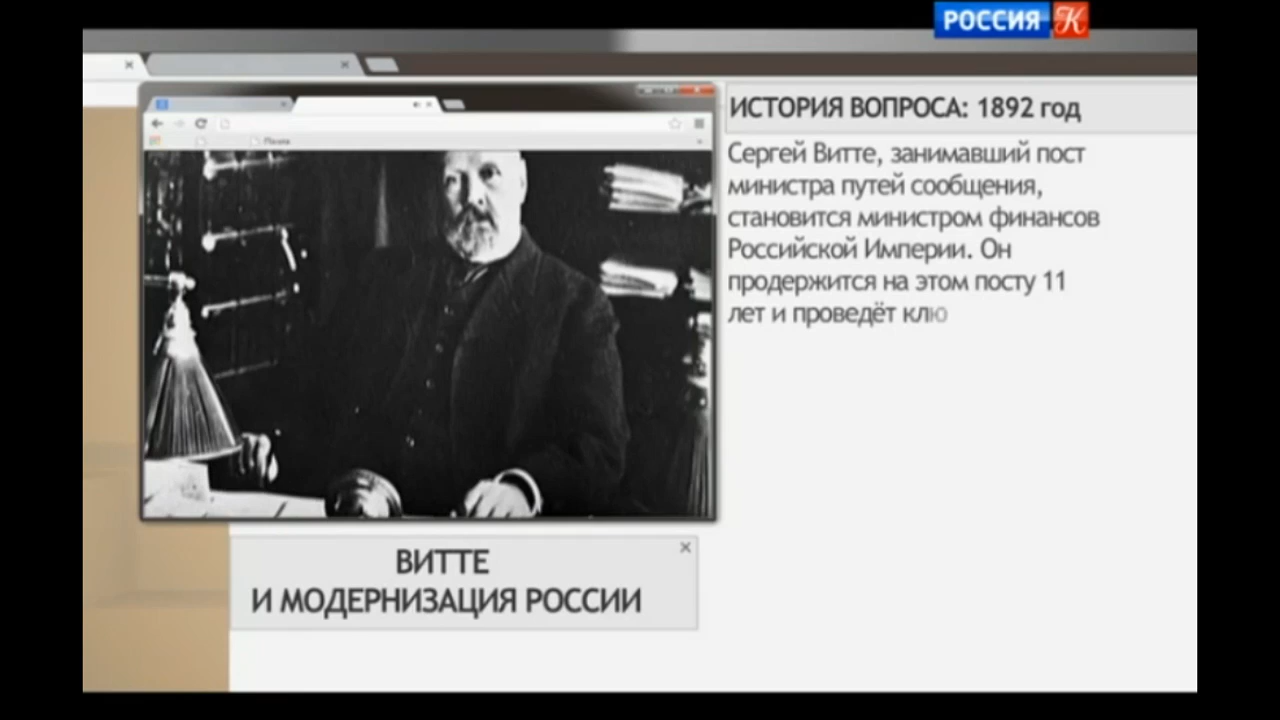 РОССИЯ К
ИСТОРИЯ ВОПРОСА: 1892 год
Сергей Витте, занимавший пост
министра путей сообщения,
становится министром финансов
Российской Империи. Он
продержится на этом посту 11
лет и проведёт клю
ВИТТЕ
И МОДЕРНИЗАЦИЯ РОССИИ